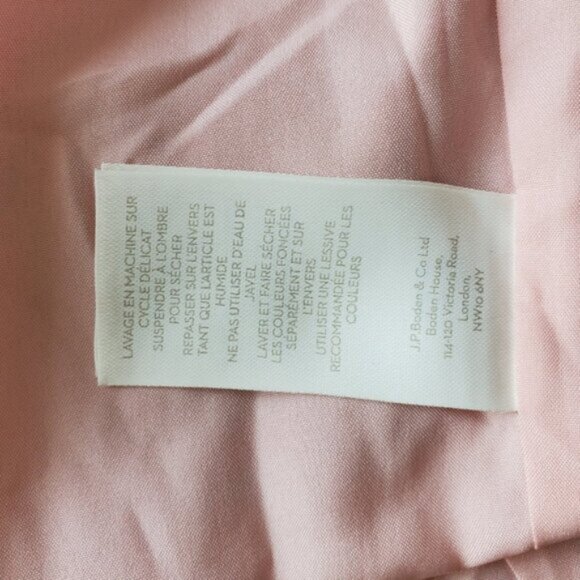 LAVAGE EN MACHINE SUR
CYCLE DÉLICAT
SUSPENDRE À L'OMBRE
POUR SÉCHER
REPASSER SUR L'ENVERS
TANT QUE L'ARTICLE EST
HUMIDE
NE PAS UTILISER D'EAU DE
JAVEL
LAVER ET FAIRE SÉCHER
LES COULEURS FONCÉES
SÉPARÉMENT ET SUR
L'ENVERS
UTILISER UNE LESSIVE
RECOMMANDÉE POUR LES
COULEURS
J.P.Boden & Co Ltd
Boden House,
114-120 Victoria Road,
London,
NW10 6NY